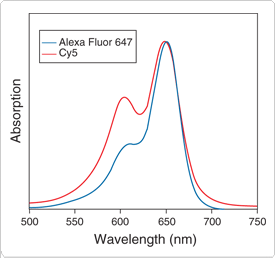 Alexa Fluor 647
Cy5
Absorption
500 550 600 650 700 750
Wavelength (nm)